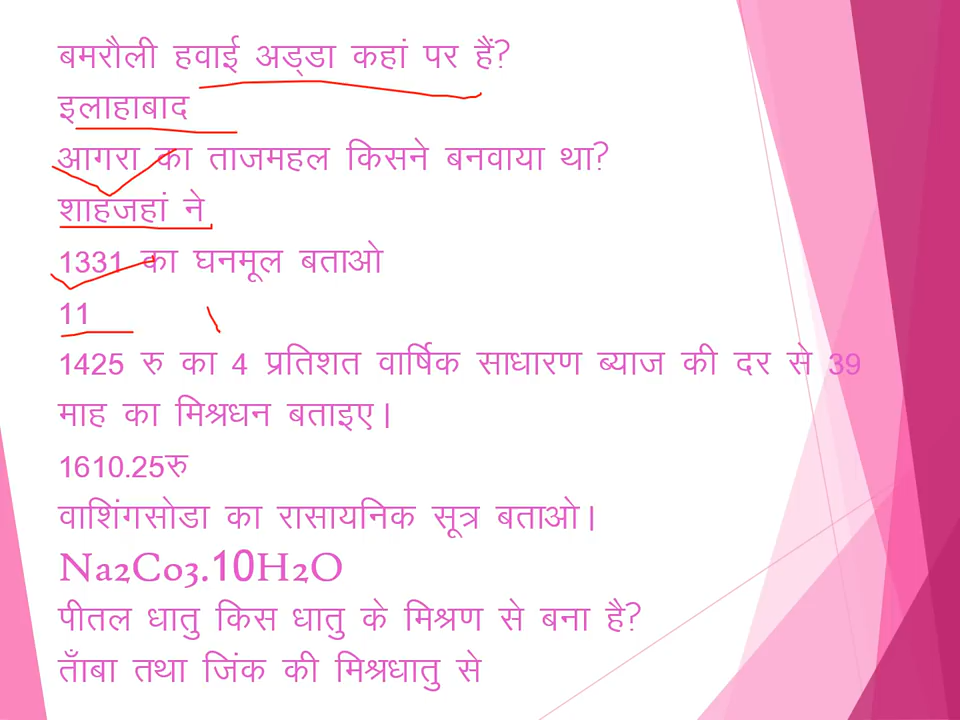 बमरौली हवाई अड्डा कहां पर हैं?
इलाहाबाद
आगरा का ताजमहल किसने बनवाया था?
शाहजहां ने
1331 का घनमूल बताओ
11
1425 रु का 4 प्रतिशत वार्षिक साधारण ब्याज की दर से 39
माह का मिश्रधन बताइए।
1610.25रु
वाशिंगसोडा का रासायनिक सूत्र बताओ।
Na2Co3.10H2O
पीतल धातु किस धातु के मिश्रण से बना है?
ताँबा तथा जिंक की मिश्रधातु से